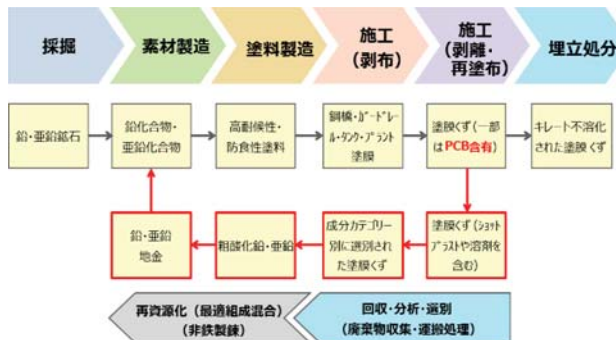 採掘
素材製造
塗料製造
施工
(剥布)
施工
(剥離・
再塗布)
埋立処分
鉛・亜鉛鉱石
鉛化合物・
亜鉛化合物
高耐候性・
防食性塗料
鋼橋・ガードレー
ル・タンク・プラント
塗膜
塗膜くず(一部
はPCB含有)
キレート不溶化
された塗膜くず
鉛・亜鉛
地金
粗酸化鉛・亜鉛
成分カテゴリー
別に選別され
た塗膜くず
塗膜くず(ショット
ブラストや溶剤を
含む)
再資源化(最適組成混合)
(非鉄製錬)
回収・分析・選別
(廃棄物収集・運搬処理)